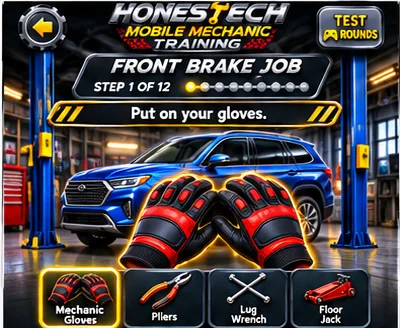 HONESTECH
MOBILE MECHANIC
TRAINING
TEST
ROUNDS
FRONT BRAKE JOB
STEP 1 OF 12
Put on your gloves.
Mechanic
Gloves
Pliers
Lug
Wrench
Floor
Jack